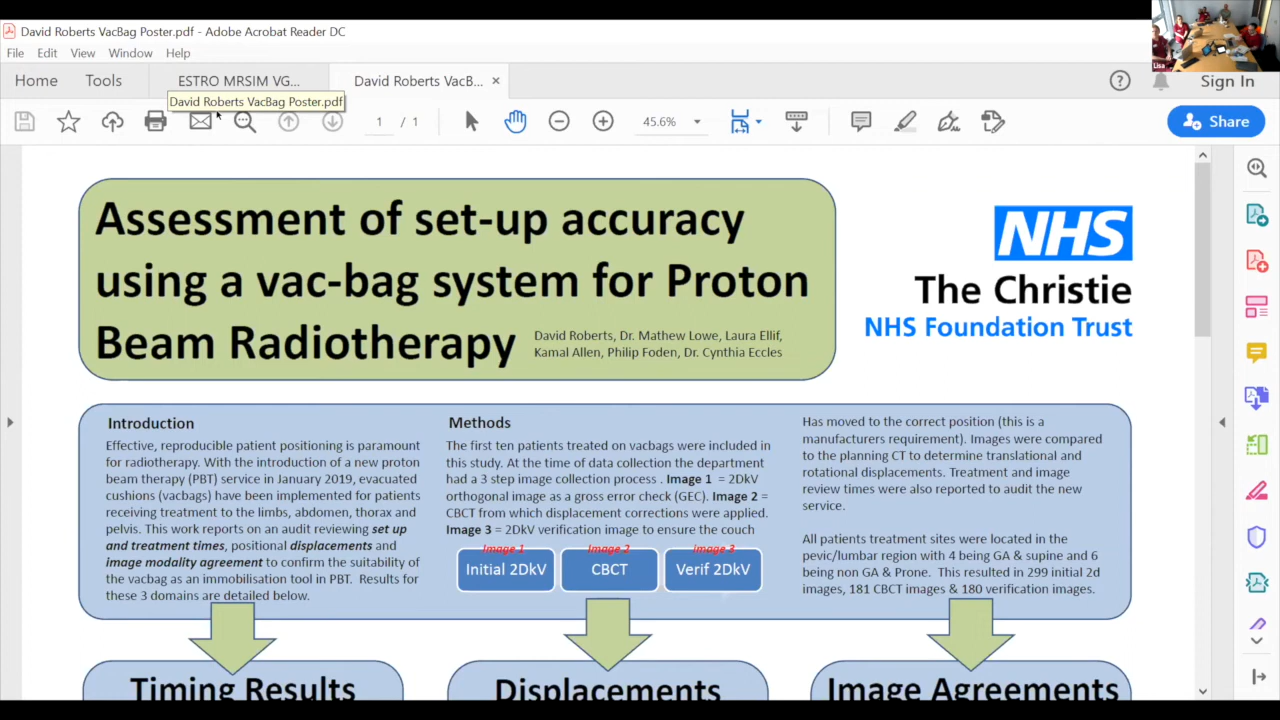 David Roberts VacBag Poster.pdf - Adobe Acrobat Reader DC
File Edit View Window Help
Home Tools ESTRO MRSIM VG... David Roberts VacB... × Sign In
Lisa
David Roberts VacBag Poster.pdf
1 / 1 45.6% Share
Assessment of set-up accuracy
using a vac-bag system for Proton
Beam Radiotherapy
David Roberts, Dr. Mathew Lowe, Laura Ellif,
Kamal Allen, Philip Foden, Dr. Cynthia Eccles
NHS
The Christie
NHS Foundation Trust
Introduction
Effective, reproducible patient positioning is paramount
for radiotherapy. With the introduction of a new proton
beam therapy (PBT) service in January 2019, evacuated
cushions (vacbags) have been implemented for patients
receiving treatment to the limbs, abdomen, thorax and
pelvis. This work reports on an audit reviewing set up
and treatment times, positional displacements and
image modality agreement to confirm the suitability of
the vacbag as an immobilisation tool in PBT. Results for
these 3 domains are detailed below.
Methods
The first ten patients treated on vacbags were included in
this study. At the time of data collection the department
had a 3 step image collection process . Image 1 = 2DkV
orthogonal image as a gross error check (GEC). Image 2 =
CBCT from which displacement corrections were applied.
Image 3 = 2DkV verification image to ensure the couch
Image 1 Image 2 Image 3
Initial 2DkV CBCT Verif 2DkV
Has moved to the correct position (this is a
manufacturers requirement). Images were compared
to the planning CT to determine translational and
rotational displacements. Treatment and image
review times were also reported to audit the new
service.
All patients treatment sites were located in the
pevic/lumbar region with 4 being GA & supine and 6
being non GA & Prone. This resulted in 299 initial 2d
images, 181 CBCT images & 180 verification images.
Timing Results Displacements Image Agreements